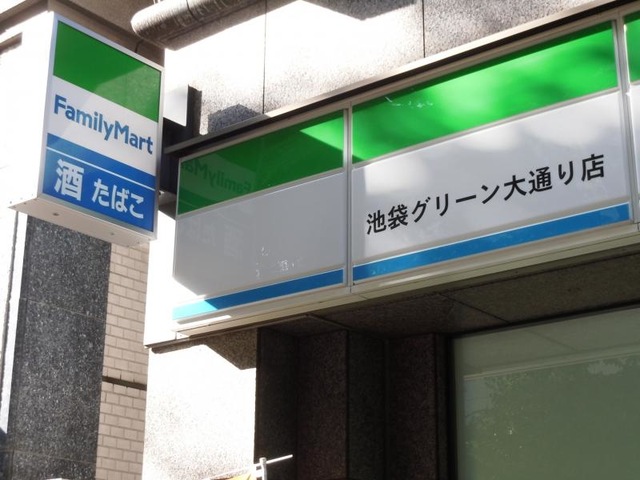 FamilyMart
酒 たばこ
池袋グリーン大通り店